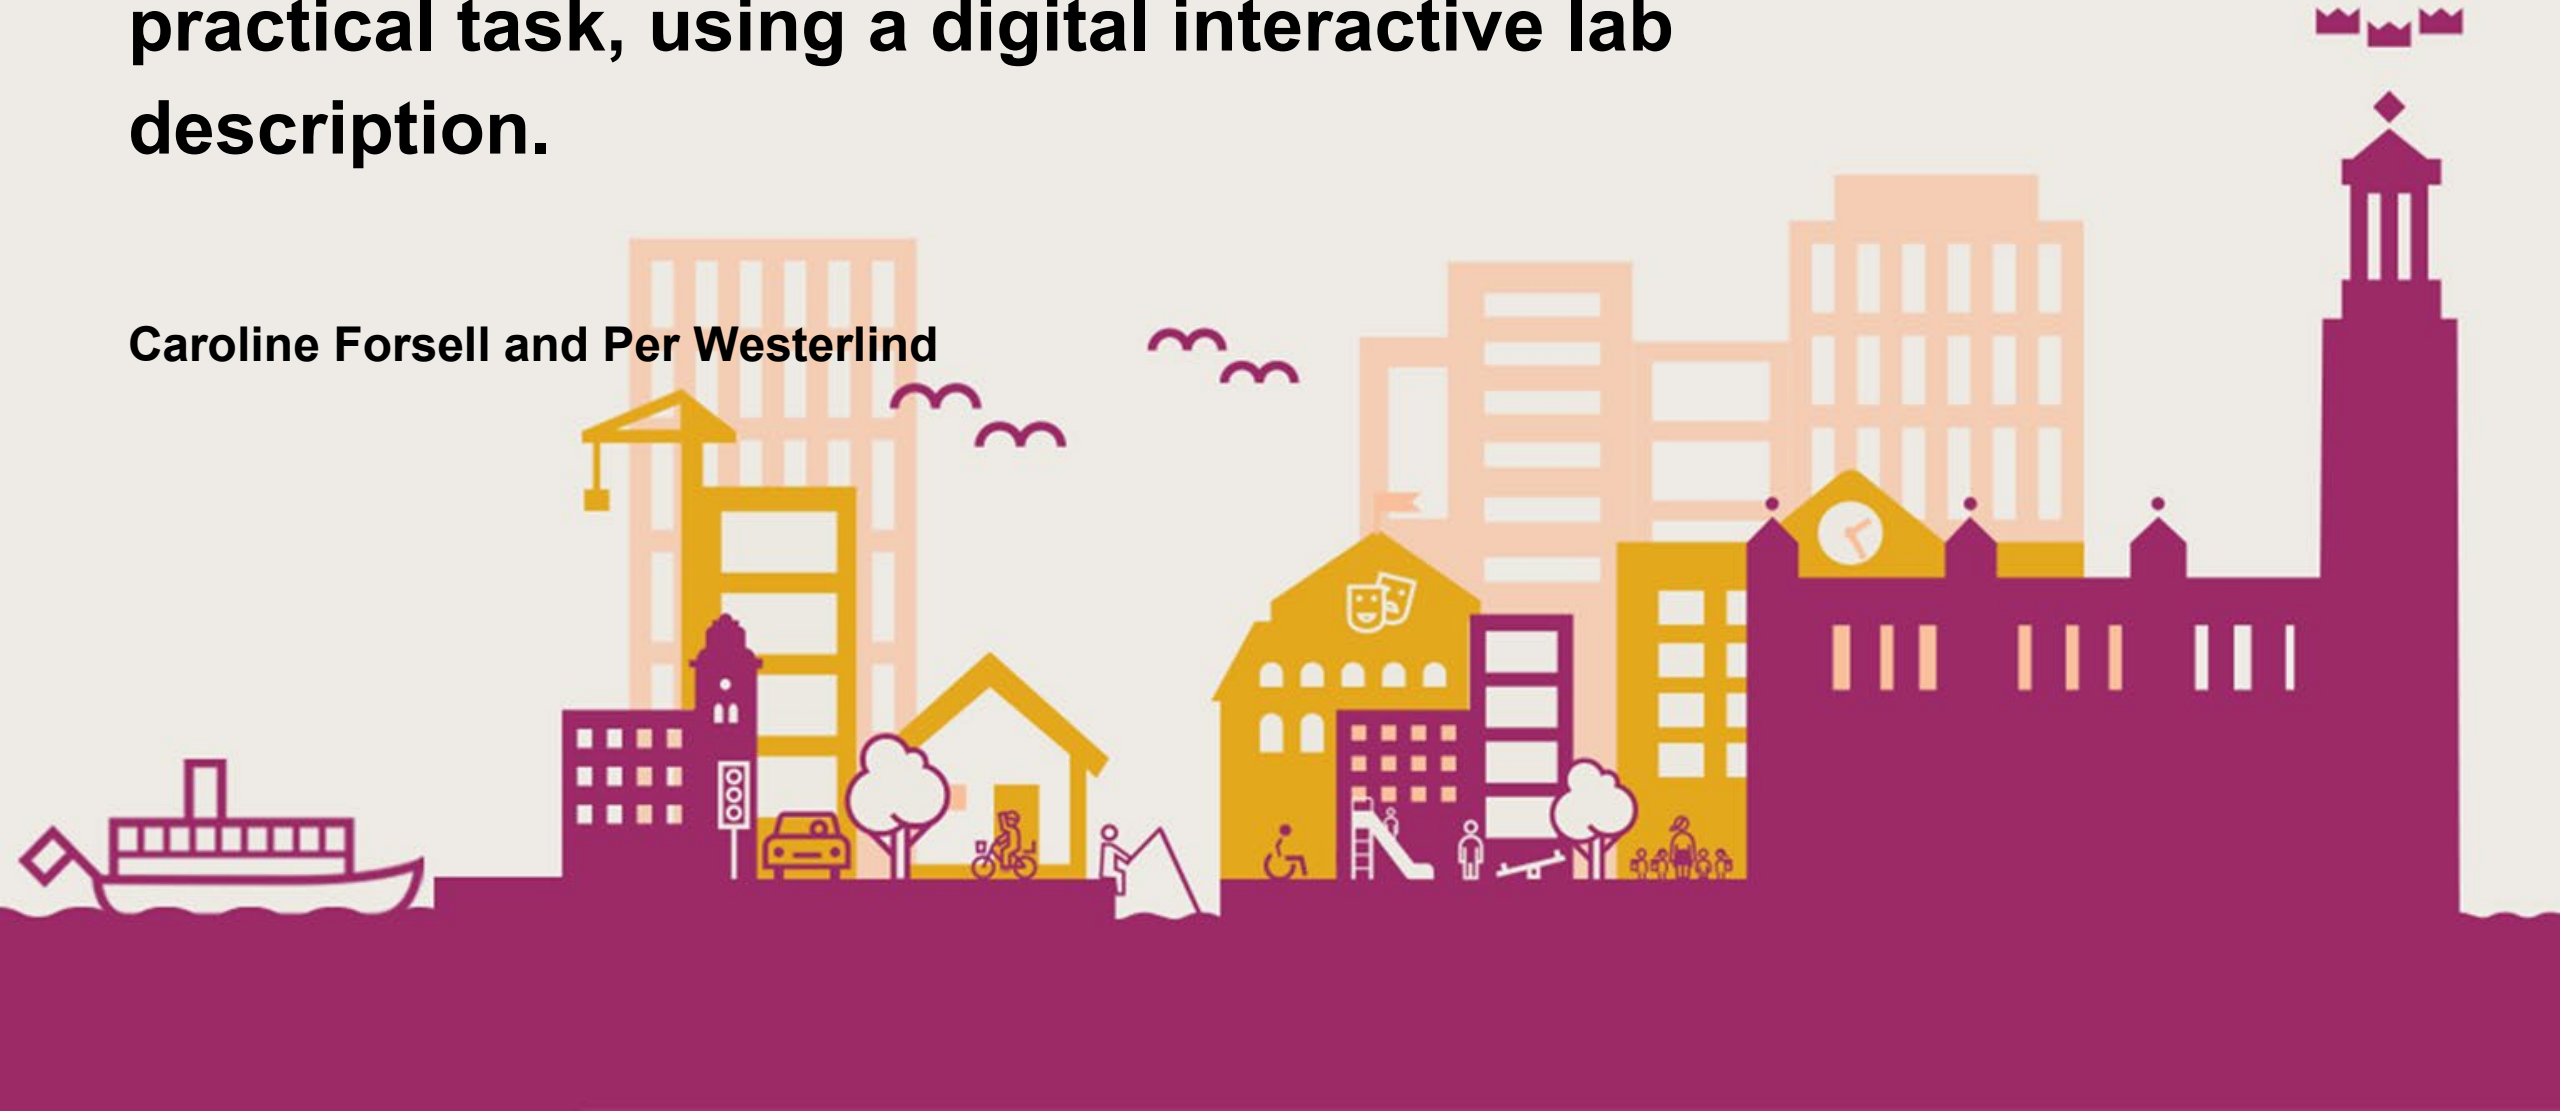 practical task, using a digital interactive lab
description.
Caroline Forsell and Per Westerlind